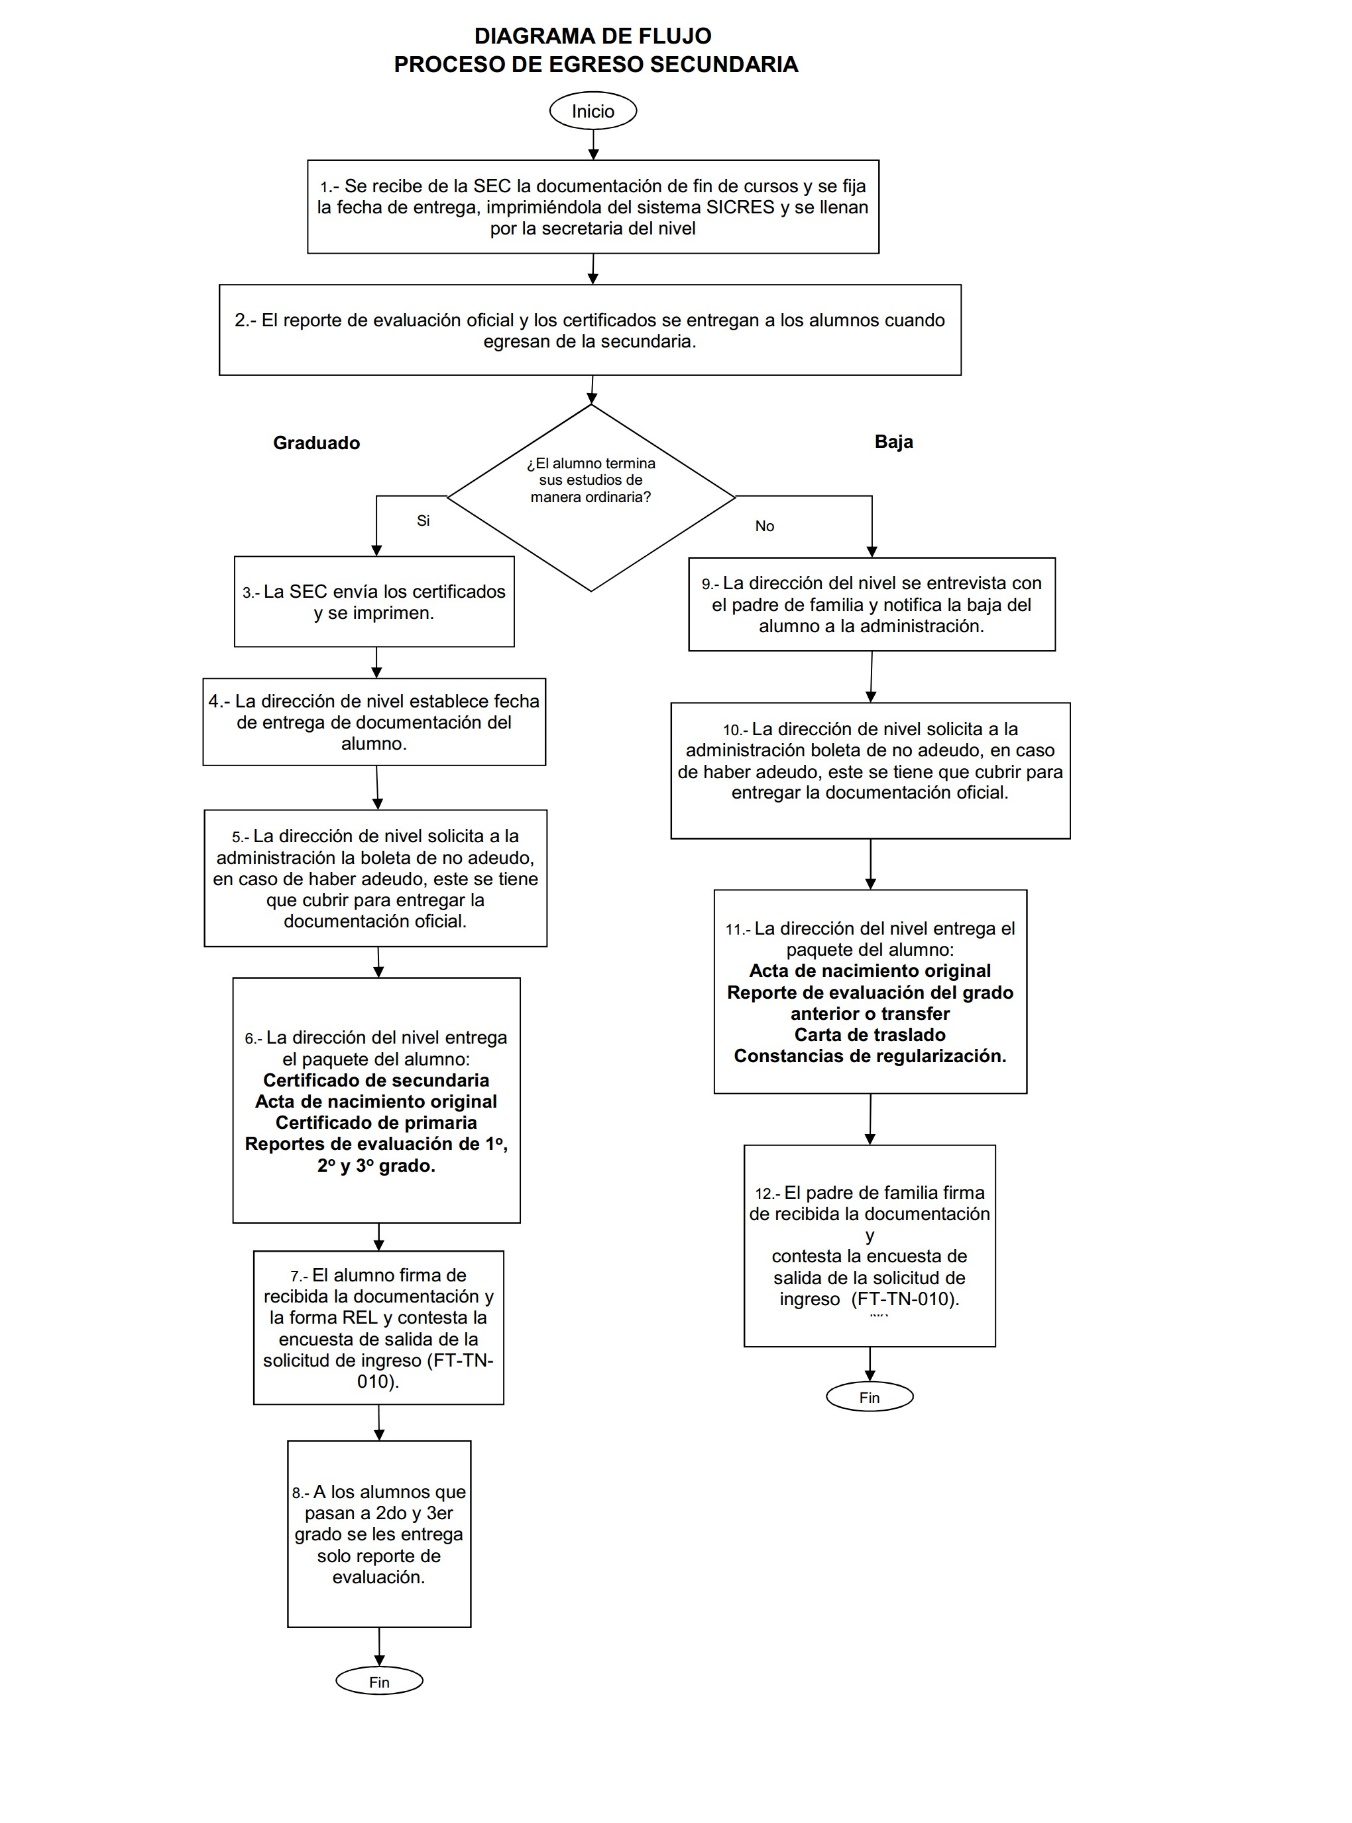 DIAGRAMA DE FLUJO
PROCESO DE EGRESO SECUNDARIA
Inicio
1.- Se recibe de la SEC la documentación de fin de cursos y se fija
la fecha de entrega, imprimiéndola del sistema SICRES y se llenan
por la secretaria del nivel
2.- El reporte de evaluación oficial y los certificados se entregan a los alumnos cuando
egresan de la secundaria.
Graduado
Baja
¿El alumno termina
sus estudios de
manera ordinaria?
Si
No
3.- La SEC envía los certificados
y se imprimen.
4.- La dirección de nivel establece fecha
de entrega de documentación del
alumno.
5.- La dirección de nivel solicita a la
administración la boleta de no adeudo,
en caso de haber adeudo, este se tiene
que cubrir para entregar la
documentación oficial.
6.- La dirección del nivel entrega
el paquete del alumno:
Certificado de secundaria
Acta de nacimiento original
Certificado de primaria
Reportes de evaluación de 1º,
2º y 3º grado.
7.- El alumno firma de
recibida la documentación y
la forma REL y contesta la
encuesta de salida de la
solicitud de ingreso (FT-TN-
010).
8.- A los alumnos que
pasan a 2do y 3er
grado se les entrega
solo reporte de
evaluación.
Fin
9.- La dirección del nivel se entrevista con
el padre de familia y notifica la baja del
alumno a la administración.
10.- La dirección de nivel solicita a la
administración boleta de no adeudo, en caso
de haber adeudo, este se tiene que cubrir para
entregar la documentación oficial.
11.- La dirección del nivel entrega el
paquete del alumno:
Acta de nacimiento original
Reporte de evaluación del grado
anterior o transfer
Carta de traslado
Constancias de regularización.
12.- El padre de familia firma
de recibida la documentación
y
contesta la encuesta de
salida de la solicitud de
ingreso (FT-TN-010).
Fin